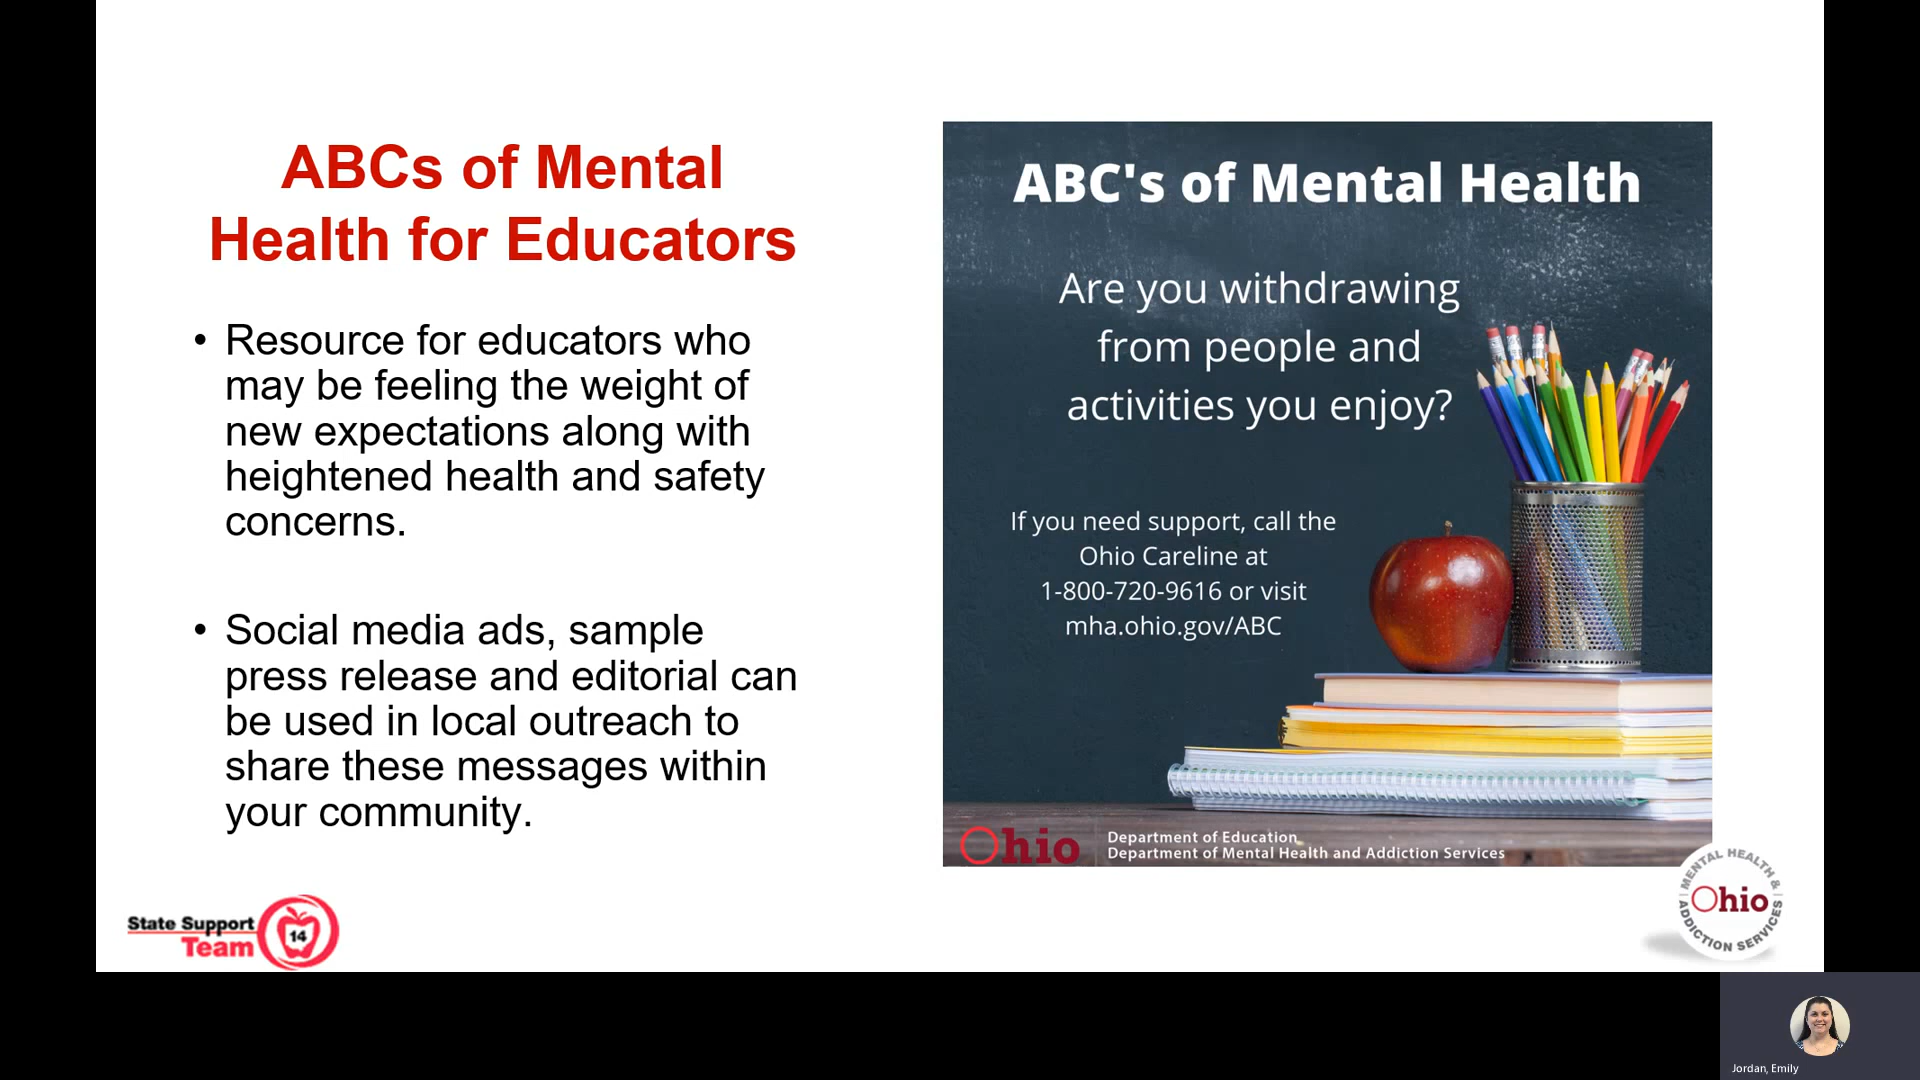 ABCs of Mental
Health for Educators
• Resource for educators who
may be feeling the weight of
new expectations along with
heightened health and safety
concerns.
• Social media ads, sample
press release and editorial can
be used in local outreach to
share these messages within
your community.
ABC's of Mental Health
Are you withdrawing
from people and
activities you enjoy?
If you need support, call the
Ohio Careline at
1-800-720-9616 or visit
mha.ohio.gov/ABC
Ohio
Department of Education
Department of Mental Health and Addiction Services
State Support
Team
14
MENTAL HEALTH &
Ohio
ADDICTION SERVICES
Jordan, Emily